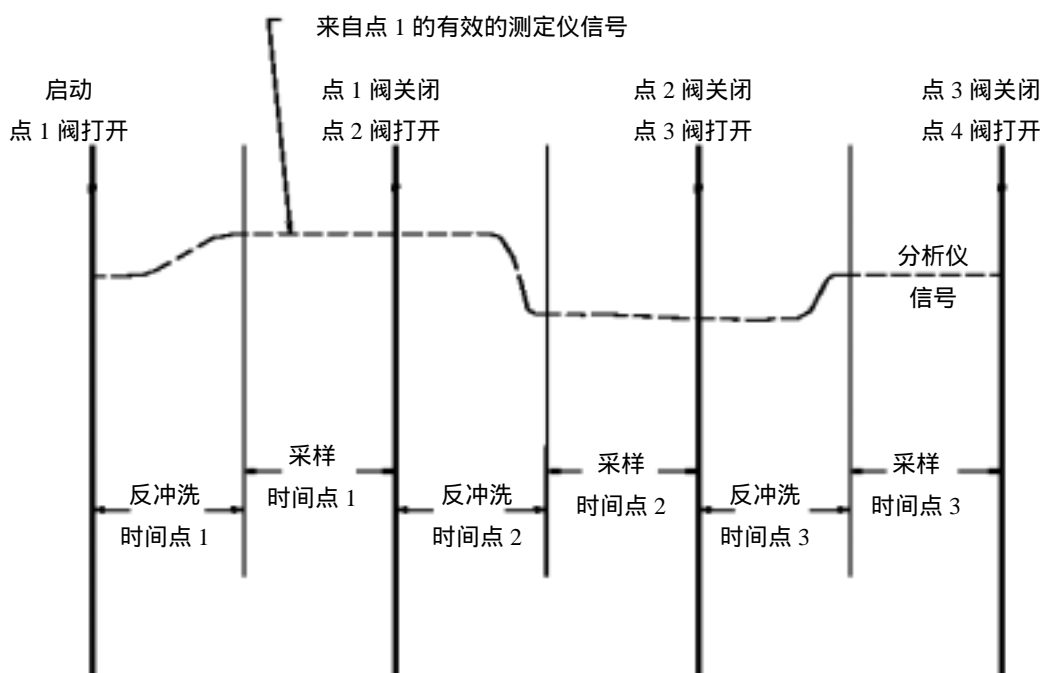 来自点 1 的有效的测定仪信号
启动
点 1 阀打开
点 1 阀关闭
点 2 阀打开
点 2 阀关闭
点 3 阀打开
点 3 阀关闭
点 4 阀打开
分析仪
信号
采样
时间点 1
采样
时间点 2
采样
时间点 3
反冲洗
时间点 1
反冲洗
时间点 2
反冲洗
时间点 3